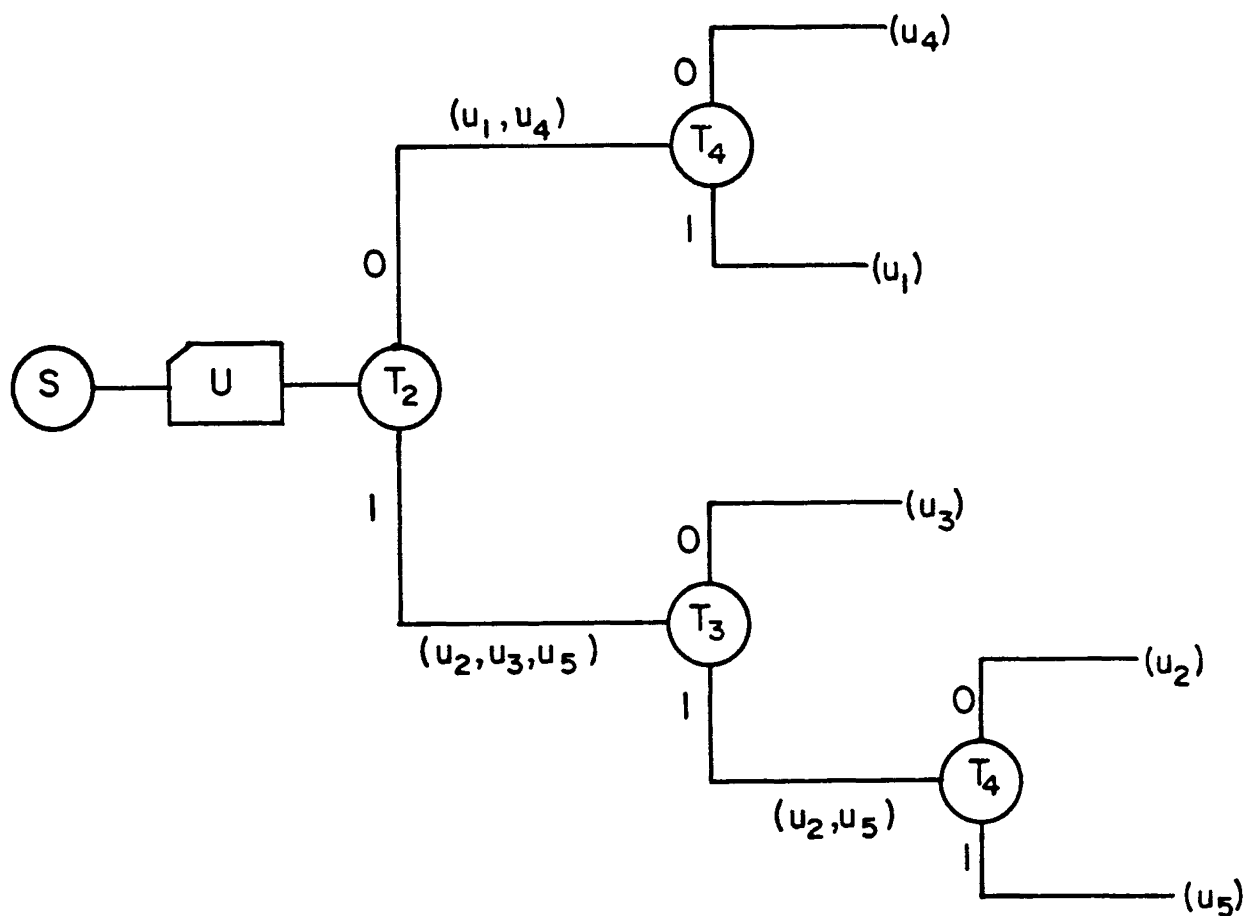 (u₄)
0
(u₁, u₄)
T₄
1
(u₁)
0
S
U
T₂
1
(u₃)
0
T₃
(u₂, u₃, u₅)
(u₂)
1
0
T₄
(u₂, u₅)
1
(u₅)